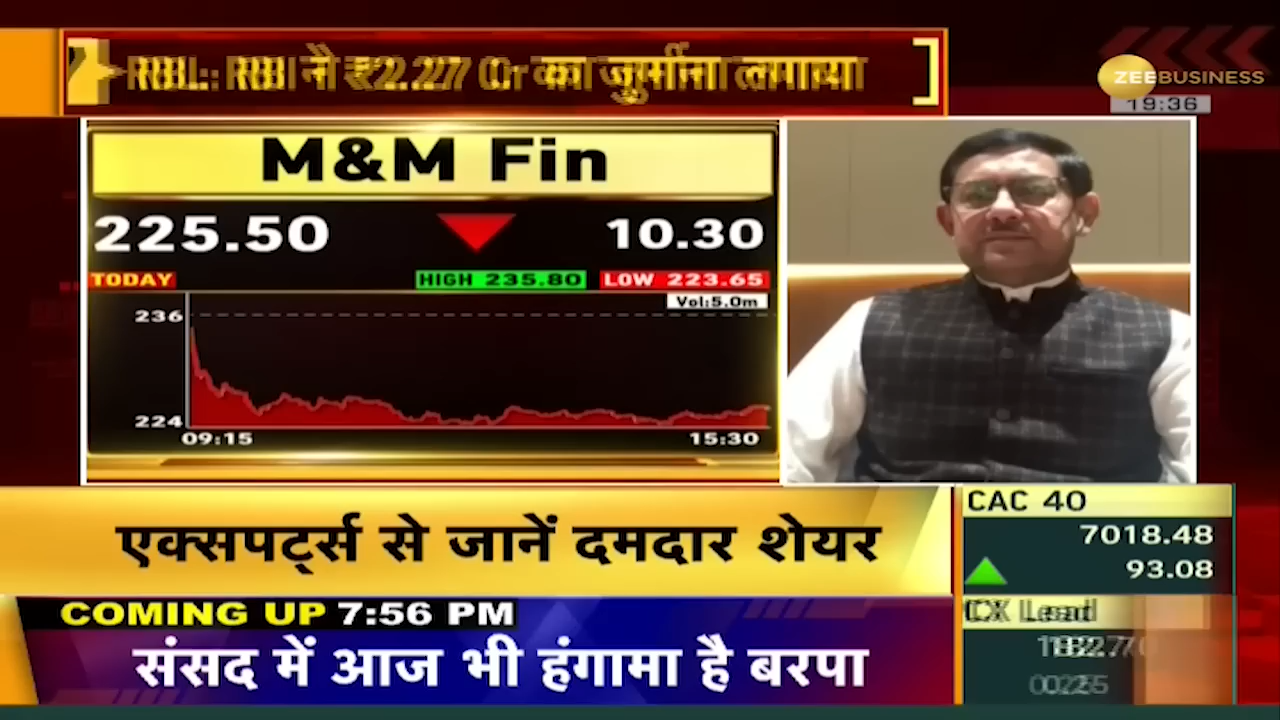 RBL: RBI ने ₹2.27 Cr का जुर्माना लगाया
ZEEBUSINESS
19:36
M&M Fin
225.50 10.30
TODAY HIGH 235.80 LOW 223.65
Vol:5.0m
236
224
09:15 15:30
एक्सपर्ट्स से जानें दमदार शेयर
CAC 40
7018.48
93.08
COMING UP 7:56 PM
संसद में आज भी हंगामा है बरपा
Lead